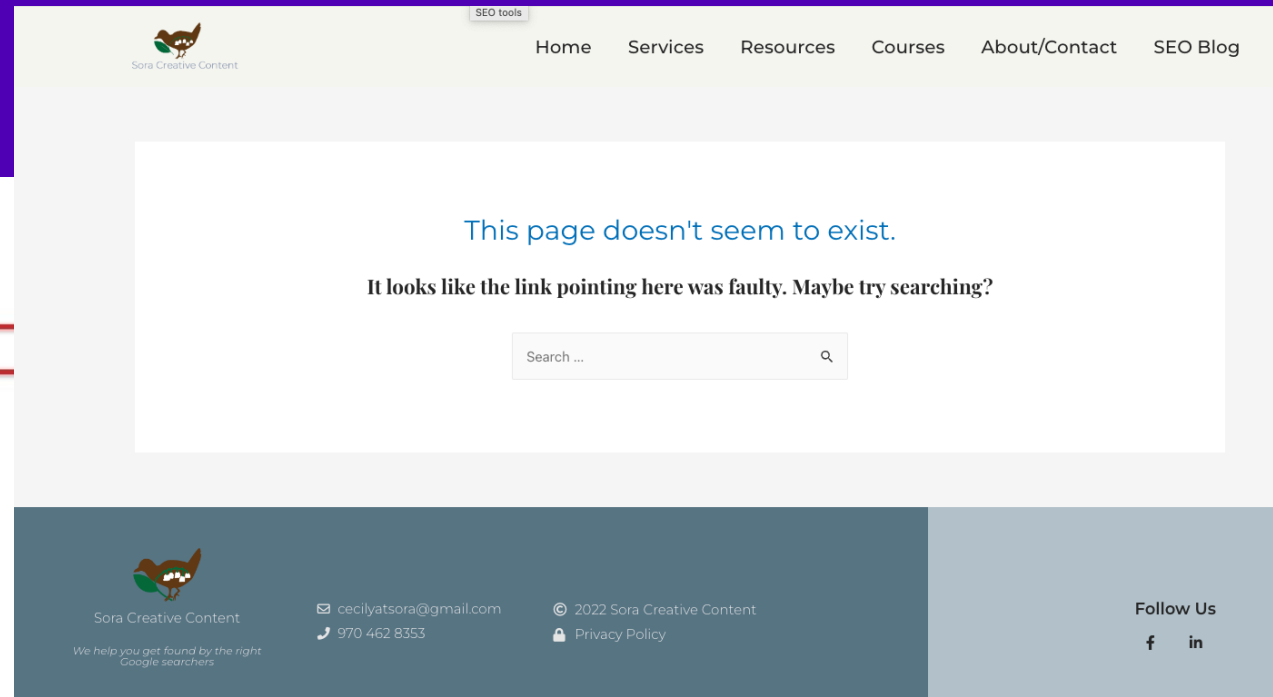 SEO tools
Sora Creative Content
Home Services Resources Courses About/Contact SEO Blog
This page doesn't seem to exist.
It looks like the link pointing here was faulty. Maybe try searching?
Search ...
Sora Creative Content
We help you get found by the right
Google searchers
cecilyatsora@gmail.com
970 462 8353
© 2022 Sora Creative Content
Privacy Policy
Follow Us